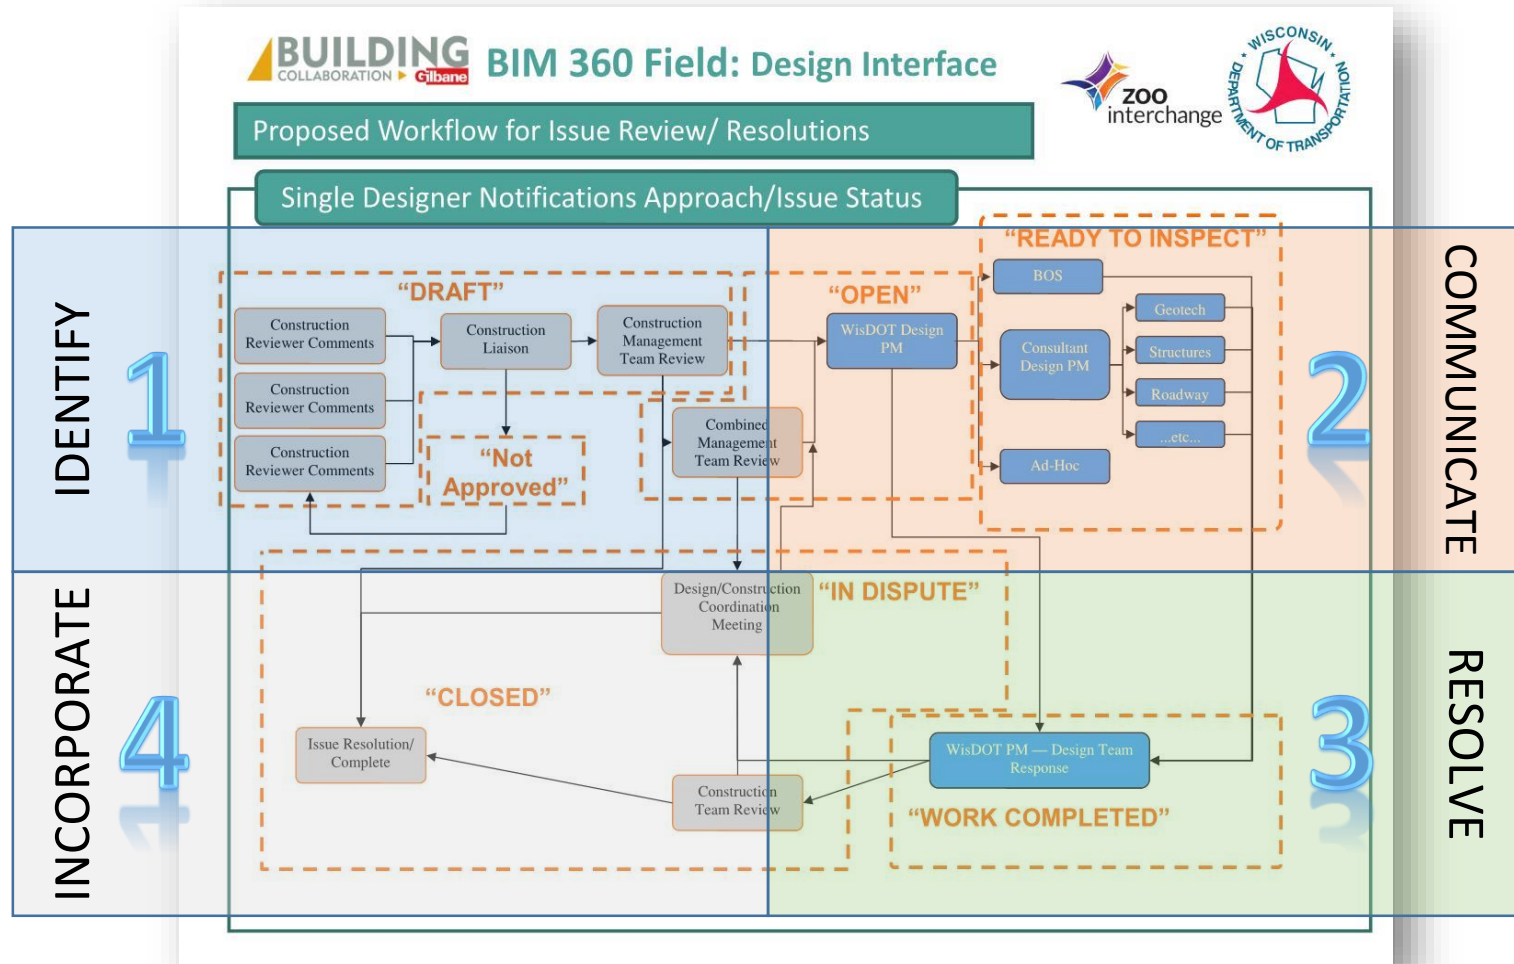 BUILDING
COLLABORATION Gilbane
BIM 360 Field: Design Interface
zoo
interchange
WISCONSIN
DEPARTMENT OF TRANSPORTATION
Proposed Workflow for Issue Review/ Resolutions
Single Designer Notifications Approach/Issue Status
IDENTIFY
1
“DRAFT”
Construction
Reviewer Comments
Construction
Reviewer Comments
Construction
Reviewer Comments
Construction
Liaison
Construction
Management
Team Review
“Not
Approved”
Combined
Management
Team Review
“OPEN”
WisDOT Design
PM
“READY TO INSPECT”
BOS
Consultant
Design PM
Ad-Hoc
Geotech
Structures
Roadway
...etc...
2
COMMUNICATE
INCORPORATE
4
Design/Construction
Coordination
Meeting
“IN DISPUTE”
“CLOSED”
Issue Resolution/
Complete
Construction
Team Review
WisDOT PM — Design Team
Response
“WORK COMPLETED”
3
RESOLVE